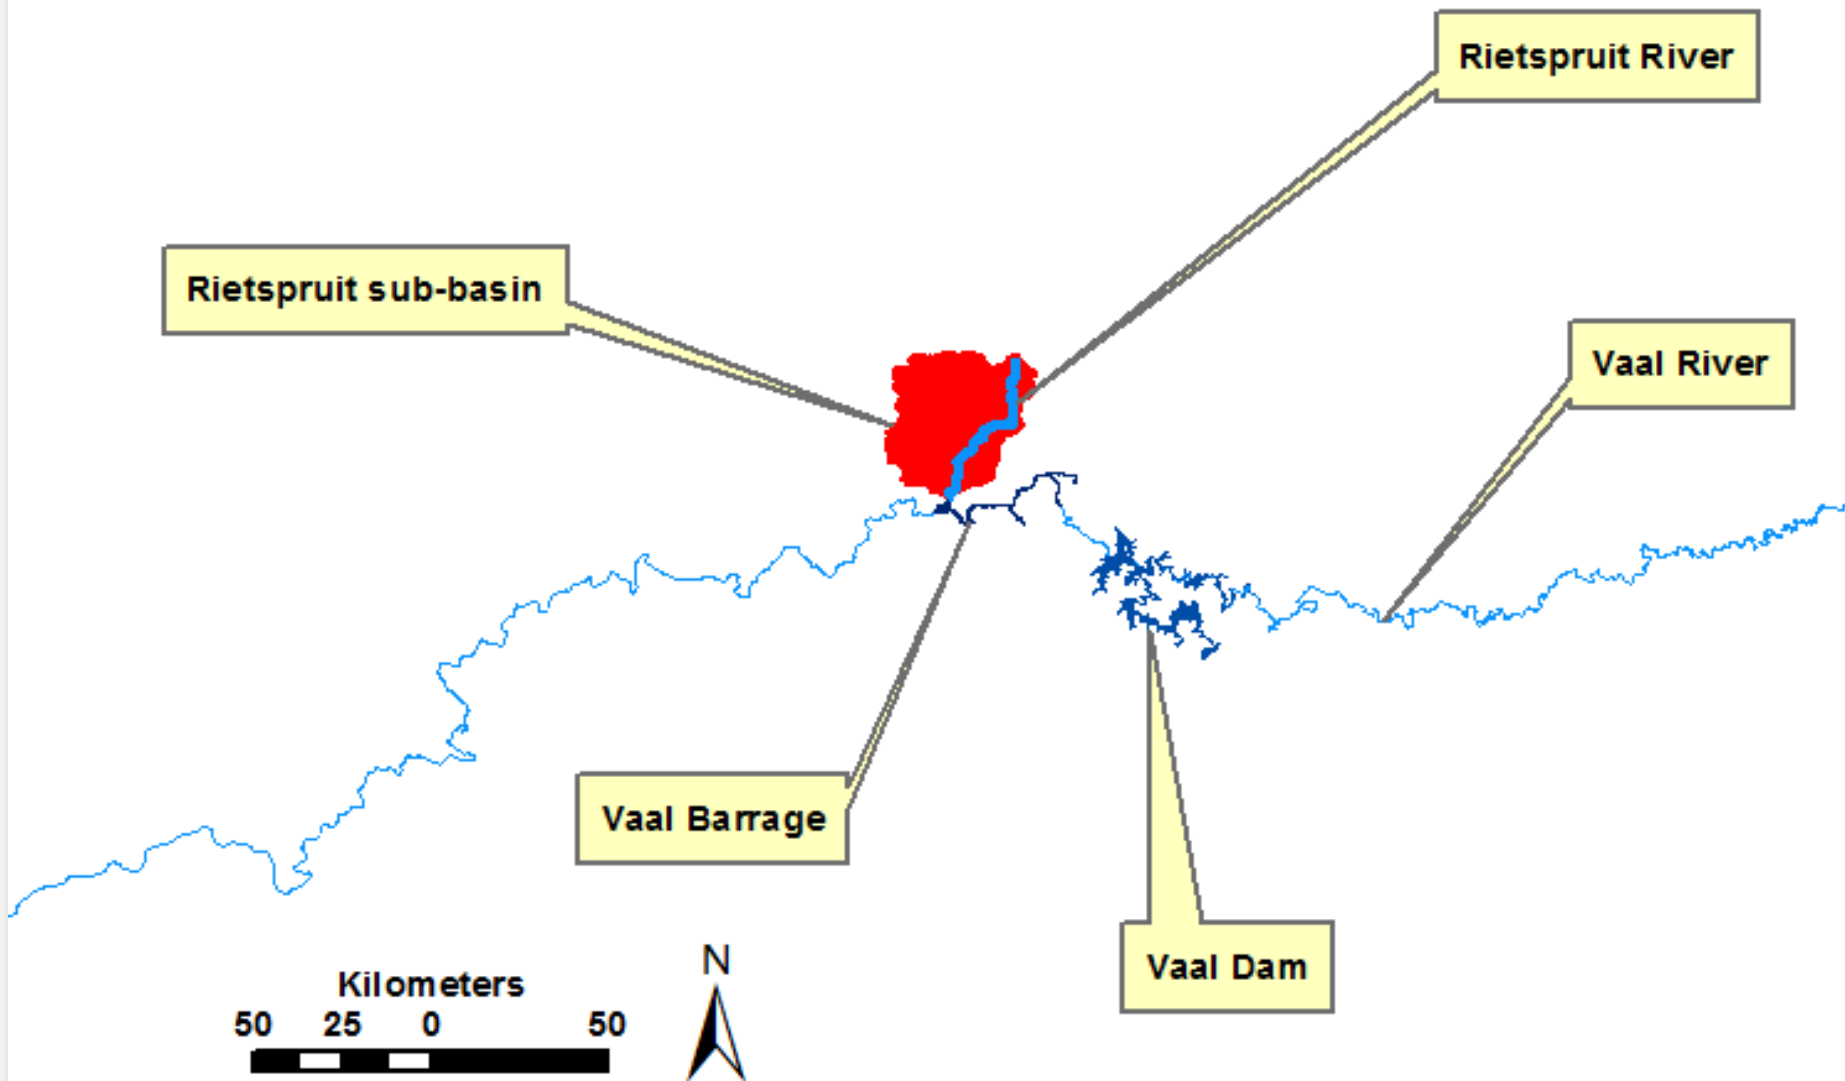 Rietspruit River
Rietspruit sub-basin
Vaal River
Vaal Barrage
Vaal Dam
Kilometers
50 25 0 50
N